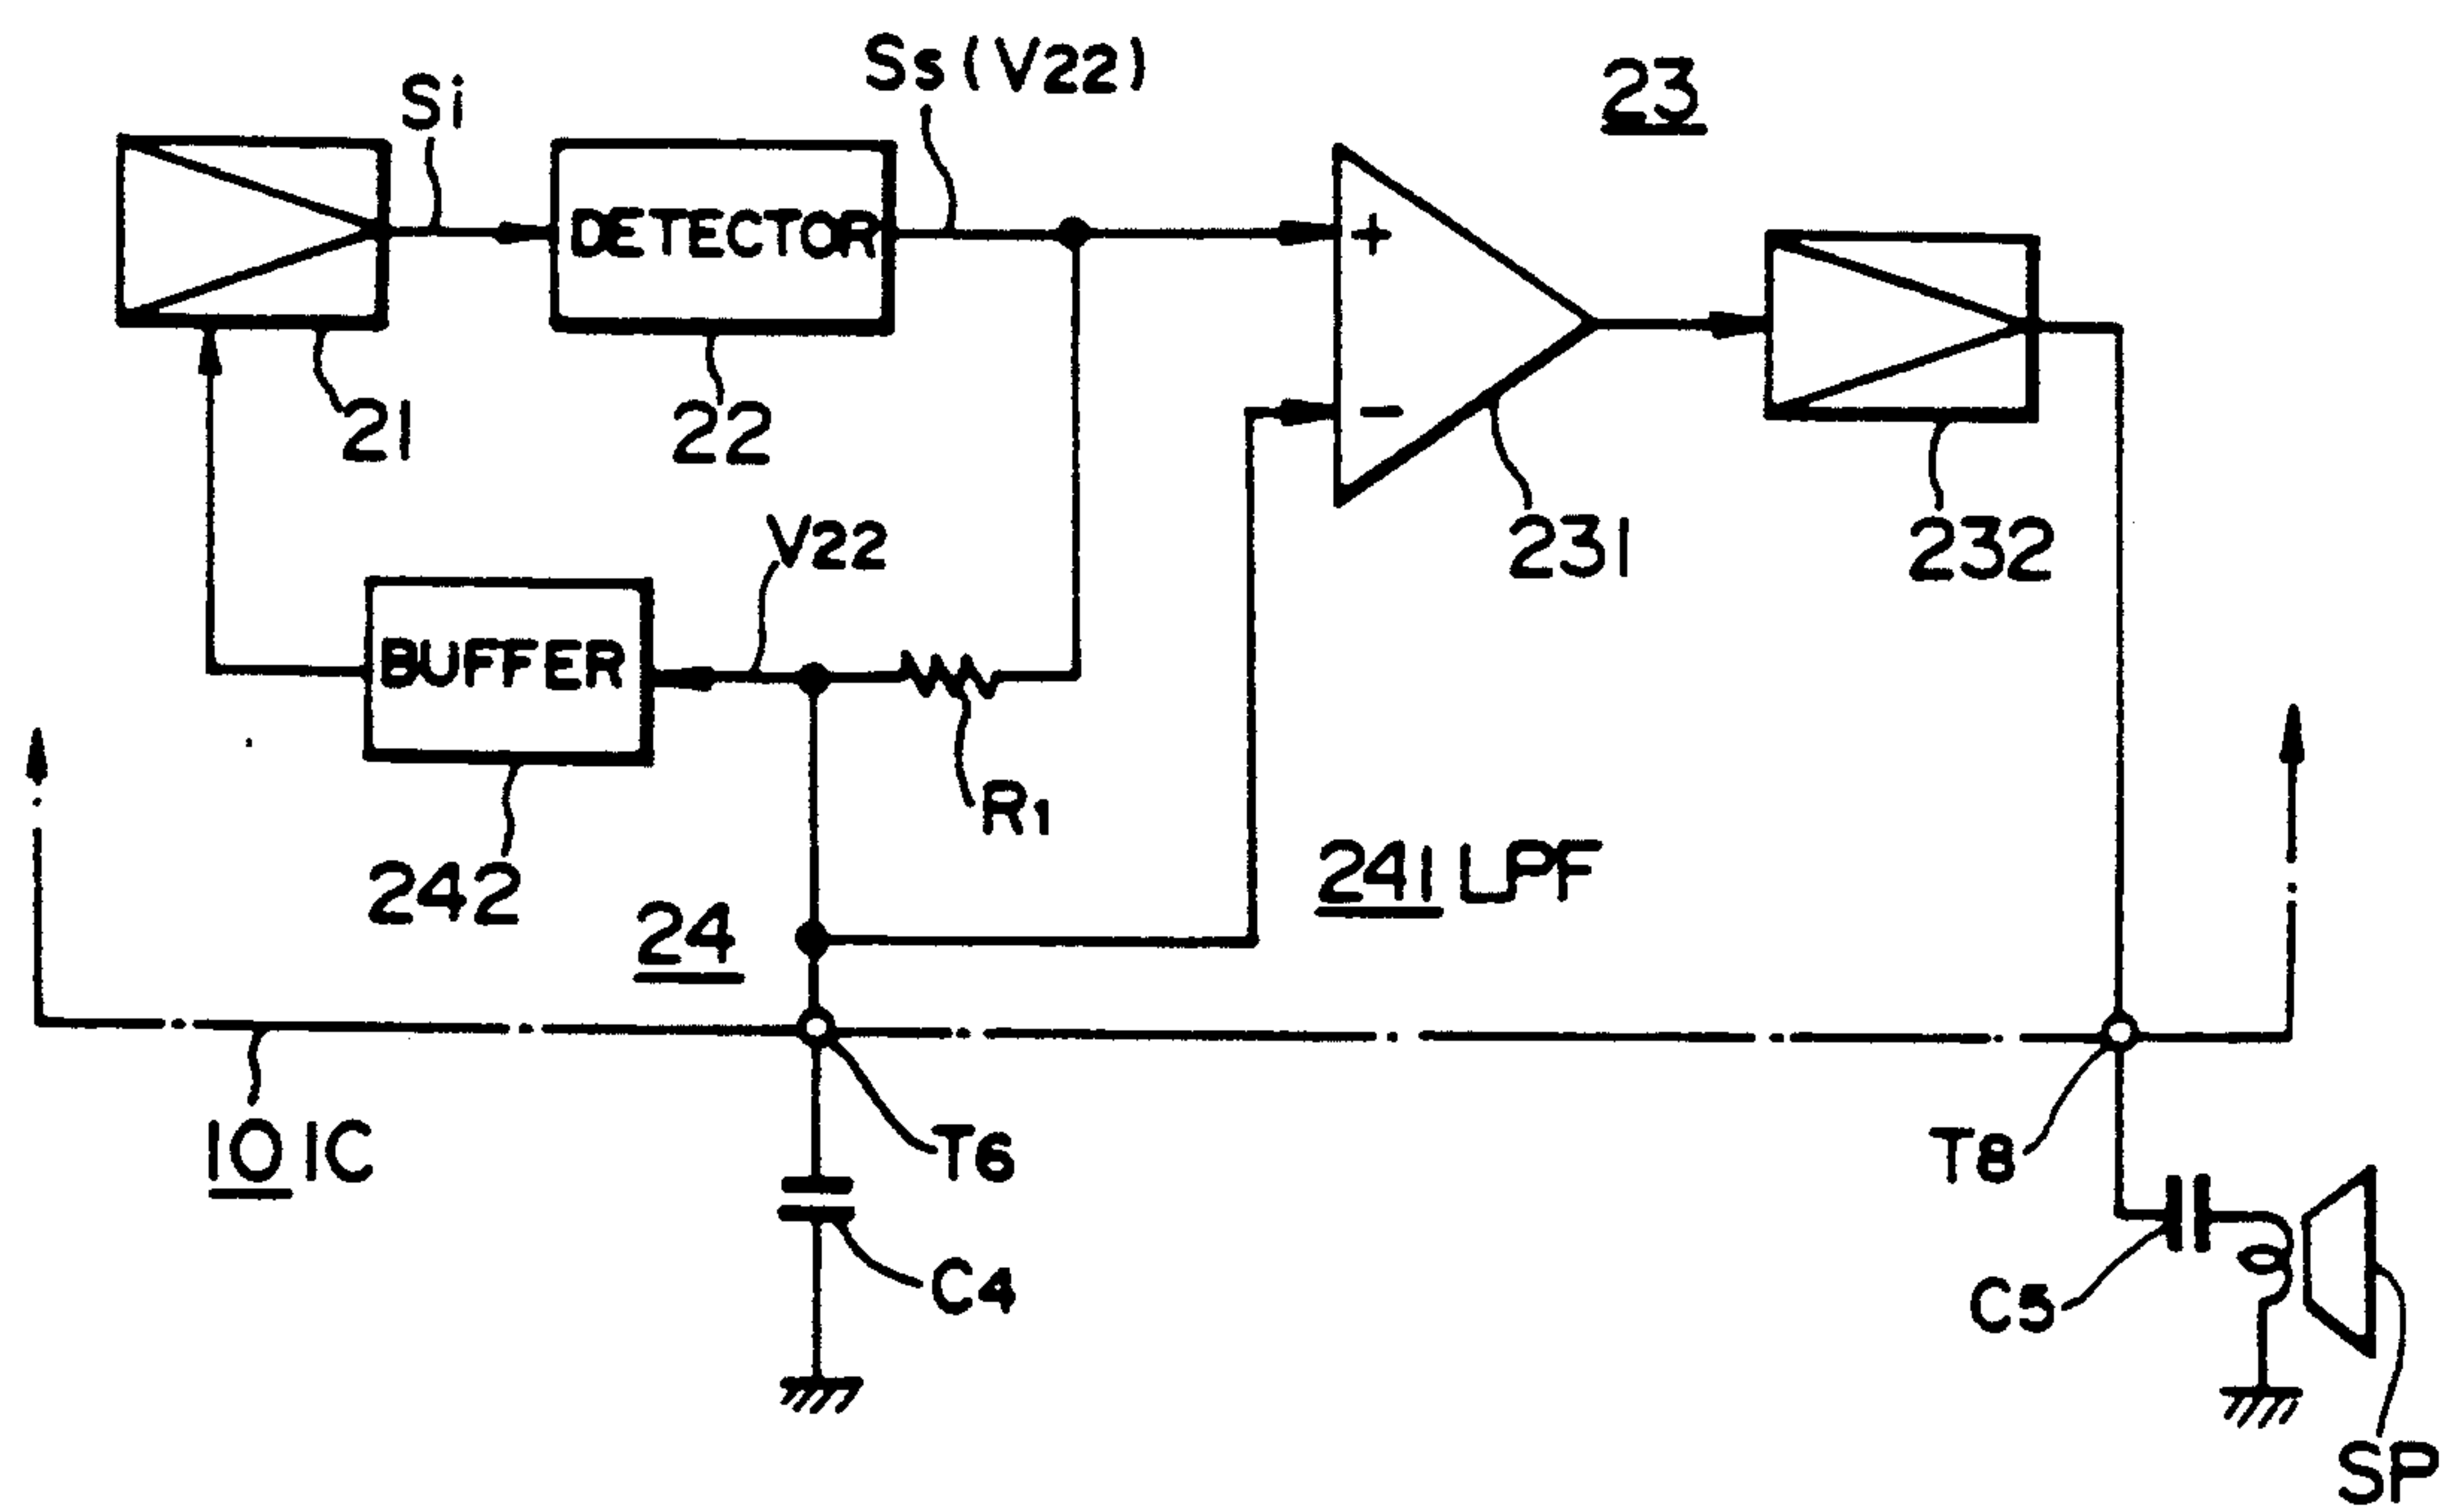 Si
Ss(V22)
23
DETECTOR
+
21
22
-
231
232
V22
BUFFER
R1
242
24
241 LPF
10 IC
T6
T8
C4
C5
SP